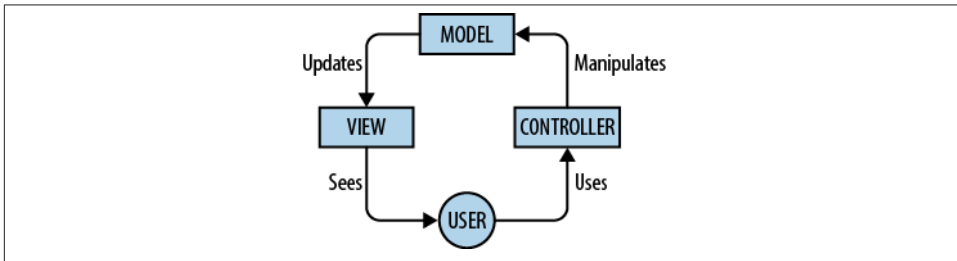 MODEL
Updates
Manipulates
VIEW
CONTROLLER
Sees
Uses
USER